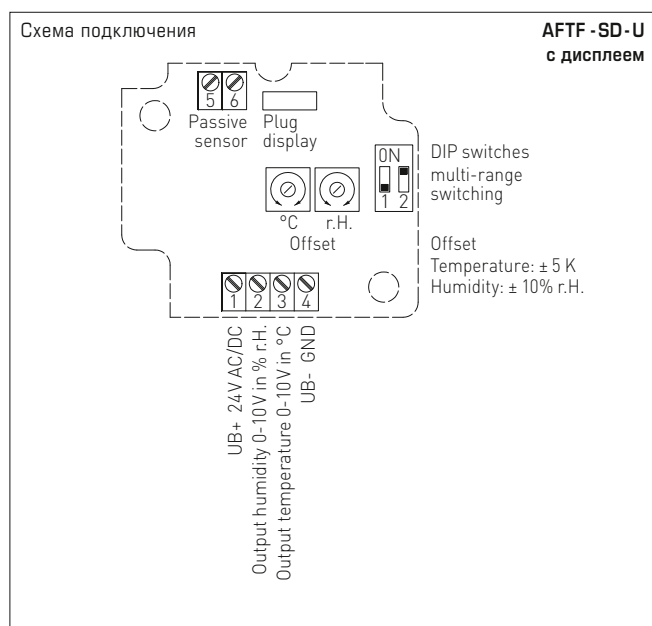 Схема подключения
AFTF - SD - U
с дисплеем
5 6
Passive
sensor
Plug
display
ON
1 2
DIP switches
multi-range
switching
°C
r.H.
Offset
Offset
Temperature: ± 5 K
Humidity: ± 10% r.H.
1 2 3 4
UB+ 24V AC/DC
Output humidity 0-10V in % r.H.
Output temperature 0-10V in °C
UB- GND